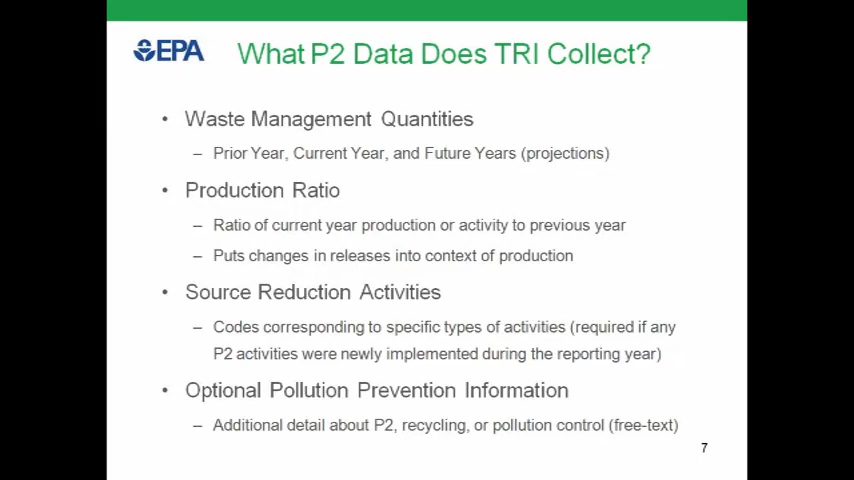 EPA
What P2 Data Does TRI Collect?
• Waste Management Quantities
– Prior Year, Current Year, and Future Years (projections)
• Production Ratio
– Ratio of current year production or activity to previous year
– Puts changes in releases into context of production
• Source Reduction Activities
– Codes corresponding to specific types of activities (required if any
P2 activities were newly implemented during the reporting year)
• Optional Pollution Prevention Information
– Additional detail about P2, recycling, or pollution control (free-text)
7